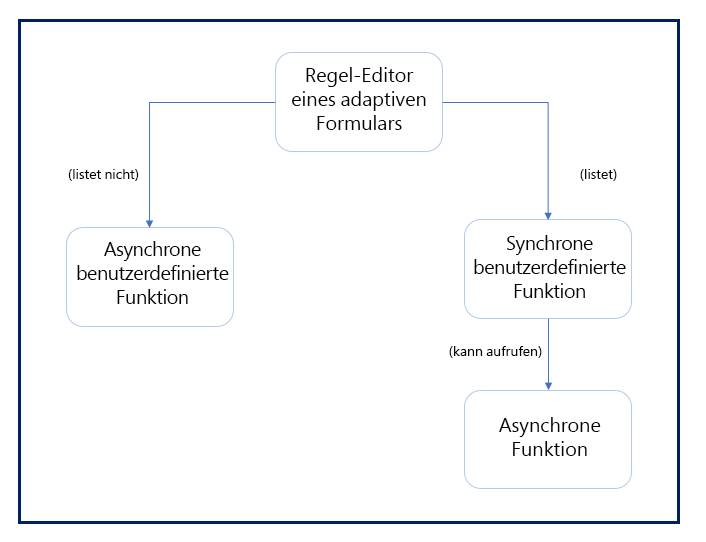 Regel-Editor
eines adaptiven
Formulars
(listet nicht)
(listet)
Asynchrone
benutzerdefinierte
Funktion
Synchrone
benutzerdefinierte
Funktion
(kann aufrufen)
Asynchrone
Funktion